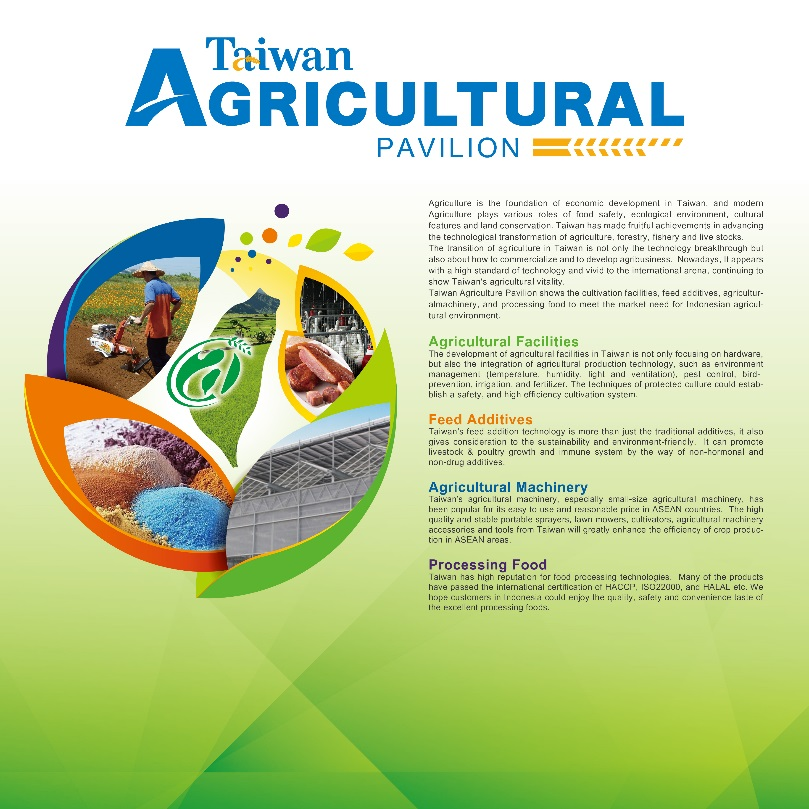 Taiwan
AGRICULTURAL
PAVILION
Agriculture is the foundation of economic development in Taiwan, and modern
Agriculture plays various roles of food safety, ecological environment, cultural
features and land conservation. Taiwan has made fruitful achievements in advancing
the technological transformation of agriculture, forestry, fishery and live stocks.
The transition of agriculture in Taiwan is not only the technology breakthrough but
also about how to commercialize and to develop agribusiness. Nowadays, it appears
with a high standard of technology and vivid to the international arena, continuing to
show Taiwan's agricultural vitality.
Taiwan Agriculture Pavilion shows the cultivation facilities, feed additives, agricultur-
almachinery, and processing food to meet the market need for Indonesian agricul-
tural environment.
Agricultural Facilities
The development of agricultural facilities in Taiwan is not only focusing on hardware,
but also the integration of agricultural production technology, such as environment
management (temperature, humidity, light and ventilation), pest control, bird-
prevention, irrigation, and fertilizer. The techniques of protected culture could estab-
blish a safety, and high efficiency cultivation system.
Feed Additives
Taiwan's feed addition technology is more than just the traditional additives, it also
gives consideration to the sustainability and environment-friendly. It can promote
livestock & poultry growth and immune system by the way of non-hormonal and
non-drug additives.
Agricultural Machinery
Taiwan's agricultural machinery, especially small-size agricultural machinery, has
been popular for its easy to use and reasonable price in ASEAN countries. The high
quality and stable portable sprayers, lawn mowers, cultivators, agricultural machinery
accessories and tools from Taiwan will greatly enhance the efficiency of crop produc-
tion in ASEAN areas.
Processing Food
Taiwan has high reputation for food processing technologies. Many of the products
have passed the international certification of HACCP, ISO22000, and HALAL etc. We
hope customers in Indonesia could enjoy the quality, safety and convenience taste of
the excellent processing foods.